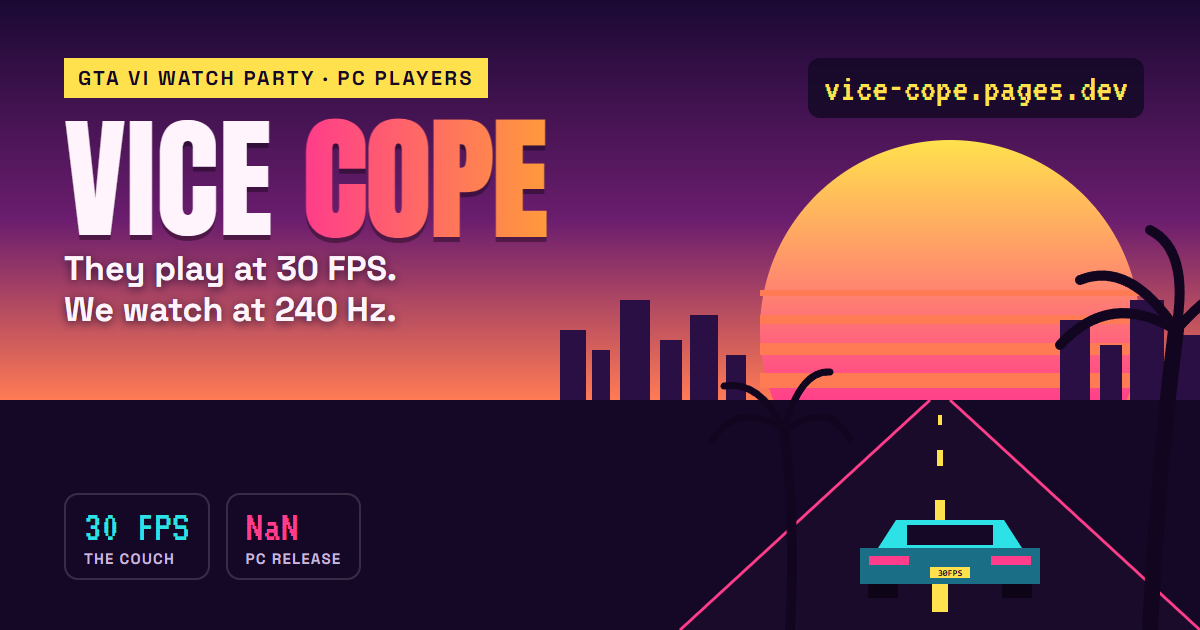 GTA VI WATCH PARTY · PC PLAYERS
vice-cope.pages.dev
VICE COPE
They play at 30 FPS.
We watch at 240 Hz.
30 FPS
THE COUCH
NaN
PC RELEASE
30FPS